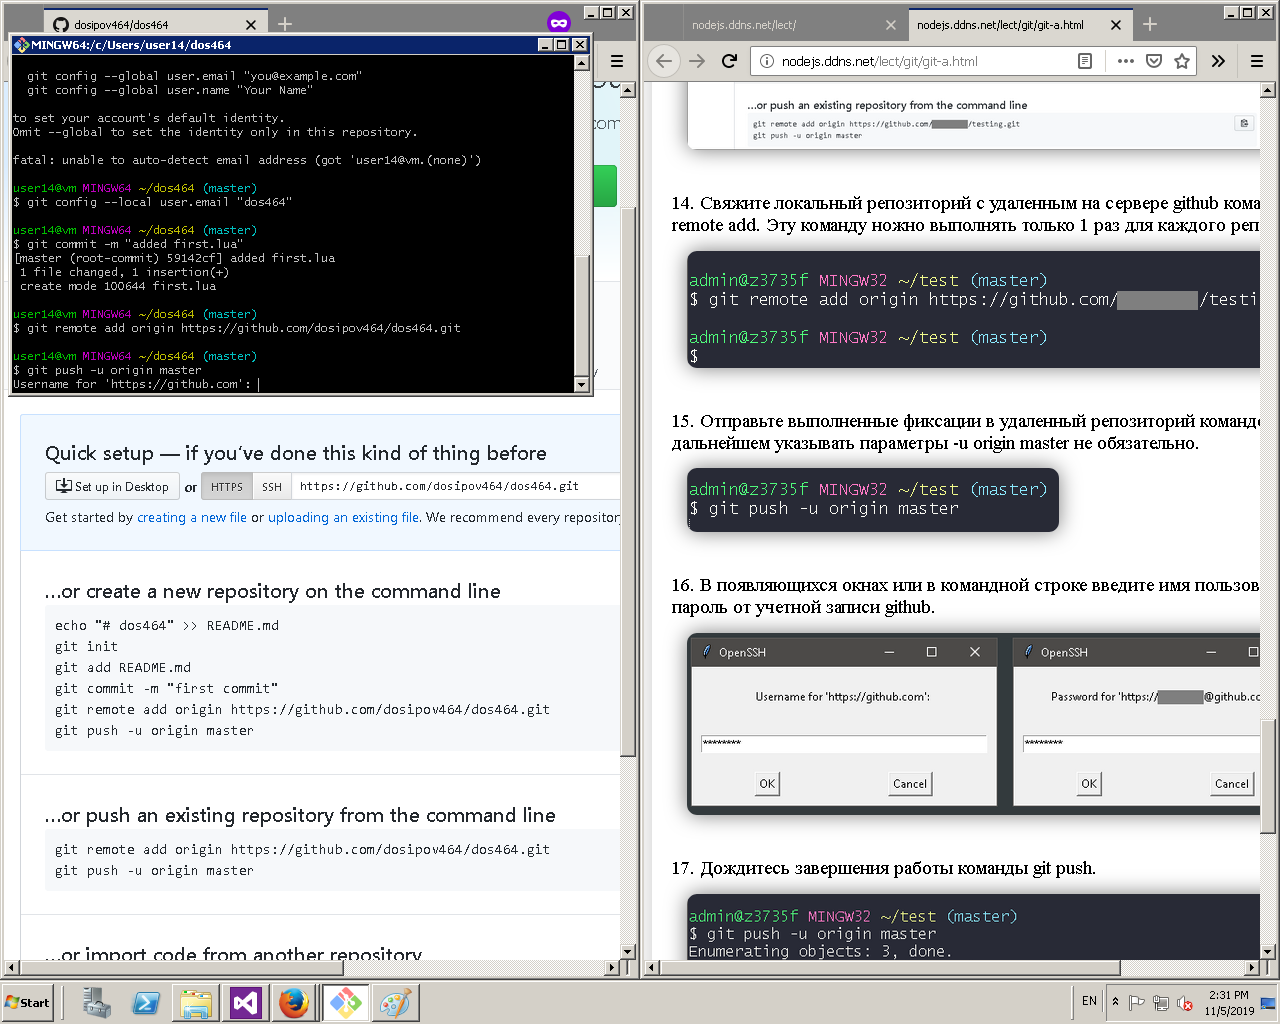 dosipov464/dos464
MINGW64:/c/Users/user14/dos464
git config --global user.email "you@example.com"
git config --global user.name "Your Name"
to set your account's default identity.
Omit --global to set the identity only in this repository.
fatal: unable to auto-detect email address (got 'user14@vm.(none)')
user14@vm MINGW64 ~/dos464 (master)
$ git config --local user.email "dos464"
user14@vm MINGW64 ~/dos464 (master)
$ git commit -m "added first.lua"
[master (root-commit) 59142cf] added first.lua
1 file changed, 1 insertion(+)
create mode 100644 first.lua
user14@vm MINGW64 ~/dos464 (master)
$ git remote add origin https://github.com/dosipov464/dos464.git
user14@vm MINGW64 ~/dos464 (master)
$ git push -u origin master
Username for 'https://github.com':
Quick setup — if you've done this kind of thing before
Set up in Desktop or HTTPS SSH https://github.com/dosipov464/dos464.git
Get started by creating a new file or uploading an existing file. We recommend every repository
...or create a new repository on the command line
echo "# dos464" >> README.md
git init
git add README.md
git commit -m "first commit"
git remote add origin https://github.com/dosipov464/dos464.git
git push -u origin master
...or push an existing repository from the command line
git remote add origin https://github.com/dosipov464/dos464.git
git push -u origin master
...or import code from another repository
nodejs.ddns.net/lect/
nodejs.ddns.net/lect/git/git-a.html
nodejs.ddns.net/lect/git/git-a.html
...or push an existing repository from the command line
git remote add origin https://github.com/ /testing.git
git push -u origin master
14. Свяжите локальный репозиторий с удаленным на сервере github кома
remote add. Эту команду нужно выполнять только 1 раз для каждого реп
admin@z3735f MINGW32 ~/test (master)
$ git remote add origin https://github.com/ /testi
admin@z3735f MINGW32 ~/test (master)
$
15. Отправьте выполненные фиксации в удаленный репозиторий команд
дальнейшем указывать параметры -u origin master не обязательно.
admin@z3735f MINGW32 ~/test (master)
$ git push -u origin master
16. В появляющихся окнах или в командной строке введите имя пользов
пароль от учетной записи github.
OpenSSH
Username for 'https://github.com':
********
OK Cancel
OpenSSH
Password for 'https:// @github.co
********
OK Cancel
17. Дождитесь завершения работы команды git push.
admin@z3735f MINGW32 ~/test (master)
$ git push -u origin master
Enumerating objects: 3, done.
Start
EN
2:31 PM
11/5/2019